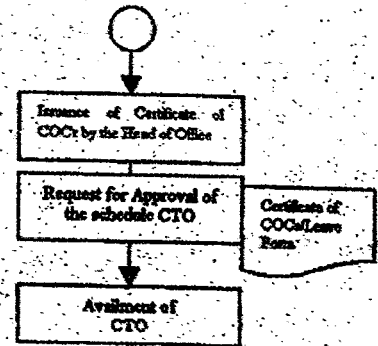 Issuance of Certificate of
COC's by the Head of Office
Request for Approval of
the schedule CTO
Certificate of
COCs/Leave
Form
Availment of
CTO